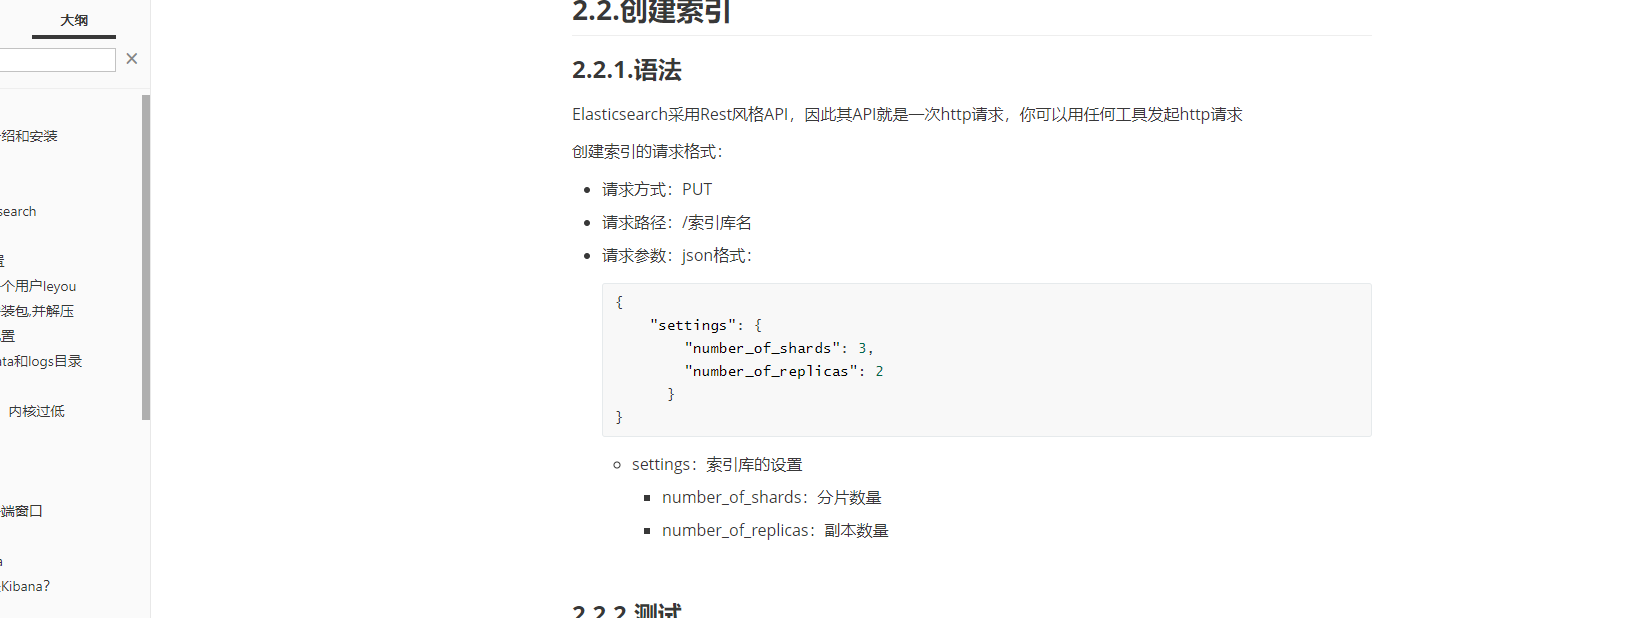 大纲
绍和安装
search
置
个用户leyou
装包,并解压
置
ata和logs目录
内核过低
端窗口
a
Kibana?
2.2.创建索引
2.2.1.语法
Elasticsearch采用Rest风格API，因此其API就是一次http请求，你可以用任何工具发起http请求
创建索引的请求格式：
请求方式：PUT
请求路径：/索引库名
请求参数：json格式：
{
"settings": {
"number_of_shards": 3,
"number_of_replicas": 2
}
}
settings：索引库的设置
number_of_shards：分片数量
number_of_replicas：副本数量
2.2.2.测试